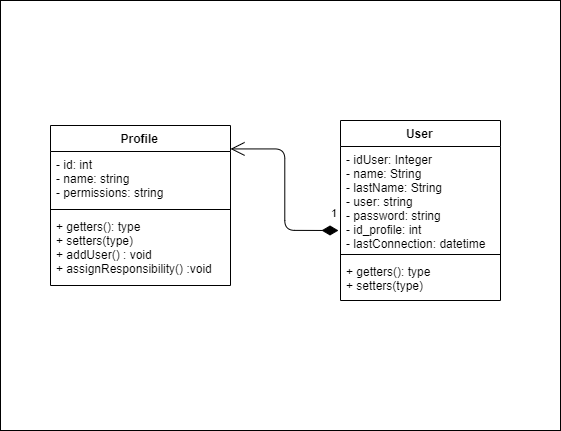 Profile
- id: int
- name: string
- permissions: string
+ getters(): type
+ setters(type)
+ addUser() : void
+ assignResponsibility() :void
1
User
- idUser: Integer
- name: String
- lastName: String
- user: string
- password: string
- id_profile: int
- lastConnection: datetime
+ getters(): type
+ setters(type)